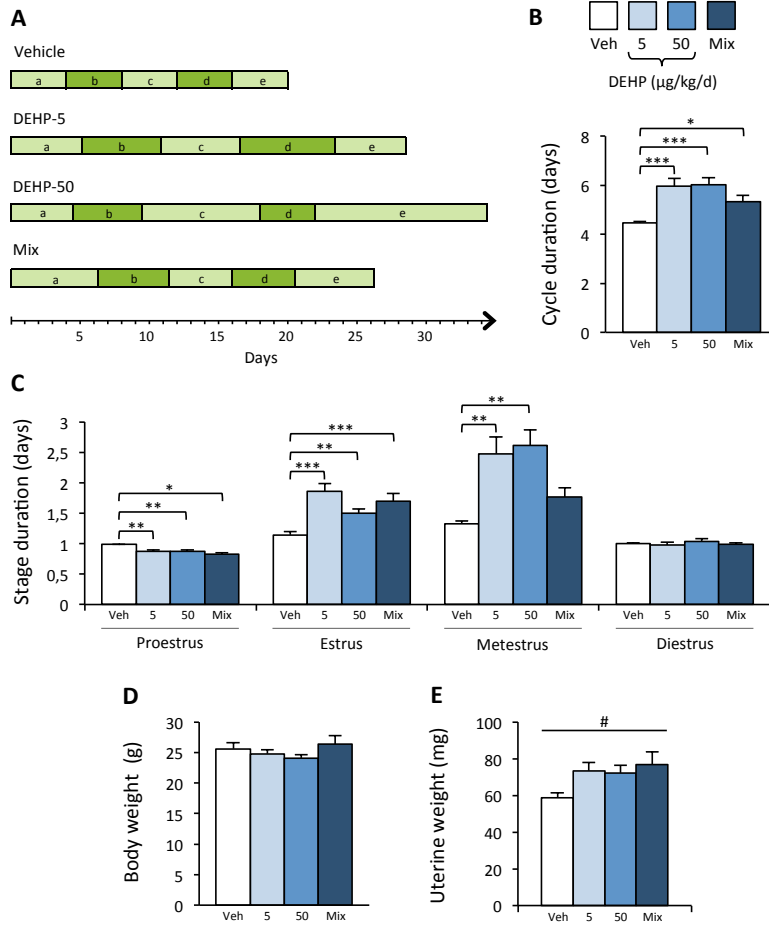 A
Vehicle
a b c d e
DEHP-5
a b c d e
DEHP-50
a b c d e
Mix
a b c d e
5 10 15 20 25 30
Days
B
Veh 5 50 Mix
DEHP (µg/kg/d)
Cycle duration (days)
8
6
4
2
0
*
***
***
Veh 5 50 Mix
C
Stage duration (days)
3
2,5
2
1,5
1
0,5
0
*
**
**
***
**
***
**
**
Veh 5 50 Mix Veh 5 50 Mix Veh 5 50 Mix Veh 5 50 Mix
Proestrus Estrus Metestrus Diestrus
D
Body weight (g)
30
25
20
15
10
5
0
Veh 5 50 Mix
E
Uterine weight (mg)
100
80
60
40
20
0
#
Veh 5 50 Mix